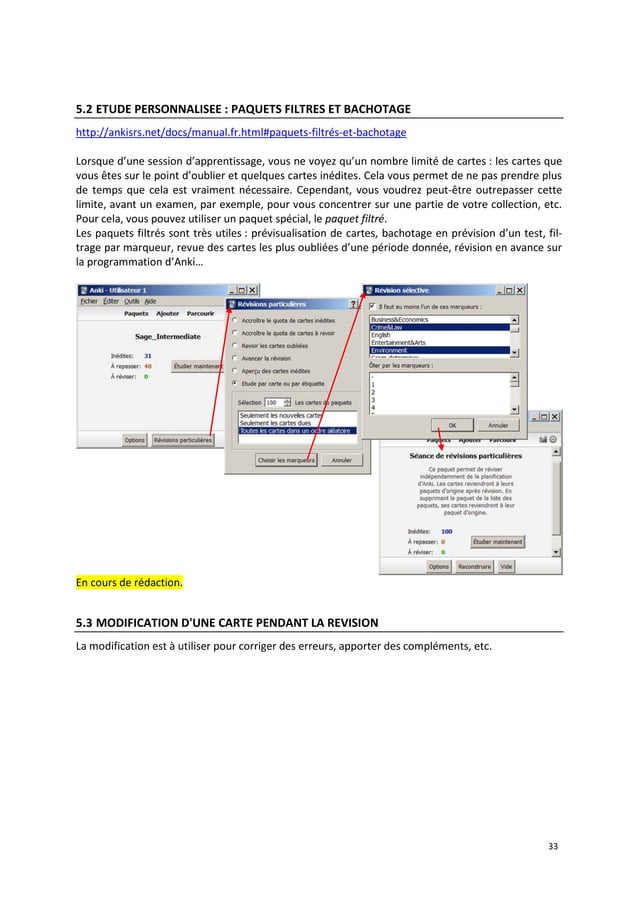 5.2 ETUDE PERSONNALISEE : PAQUETS FILTRES ET BACHOTAGE
http://ankisrs.net/docs/manual.fr.html#paquets-filtrés-et-bachotage
Lorsque d’une session d’apprentissage, vous ne voyez qu’un nombre limité de cartes : les cartes que
vous êtes sur le point d’oublier et quelques cartes inédites. Cela vous permet de ne pas prendre plus
de temps que cela est vraiment nécessaire. Cependant, vous voudrez peut-être outrepasser cette
limite, avant un examen, par exemple, pour vous concentrer sur une partie de votre collection, etc.
Pour cela, vous pouvez utiliser un paquet spécial, le paquet filtré.
Les paquets filtrés sont très utiles : prévisualisation de cartes, bachotage en prévision d’un test, fil-
trage par marqueur, revue des cartes les plus oubliées d’une période donnée, révision en avance sur
la programmation d’Anki…
Anki - Utilisateur 1
Fichier Éditer Outils Aide
Paquets Ajouter Parcourir
Sage_Intermediate
Inédites: 31
À repasser: 40
À réviser: 0
Étudier maintenant
Options Révisions particulières
Révisions particulières
Accroître le quota de cartes inédites
Accroître le quota de cartes à revoir
Revoir les cartes oubliées
Avancer la révision
Aperçu des cartes inédites
Etude par carte ou par étiquette
Sélection 100 Les cartes du paquets
Seulement les nouvelles cartes
Seulement les cartes dues
Toutes les cartes dans un ordre aléatoire
Choisir les marqueurs Annuler
Révision sélective
Il faut au moins l'un de ces marqueurs :
Business&Economics
Crime&Law
English
Entertainment&Arts
Environment
Ôter par les marqueurs :
-
1
2
3
4
OK Annuler
Paquets Ajouter Parcourir
Séance de révisions particulières
Ce paquet permet de réviser
indépendemment de la planification
d'Anki. Les cartes reviendront à leurs
paquets d'origine après révision. En
supprimant le paquet de la liste des
paquets, ses cartes reviendront à leur
paquet d'origine.
Inédites: 100
À repasser: 0
À réviser: 0
Étudier maintenant
Options Reconstruire Vide
En cours de rédaction.
5.3 MODIFICATION D'UNE CARTE PENDANT LA REVISION
La modification est à utiliser pour corriger des erreurs, apporter des compléments, etc.
33